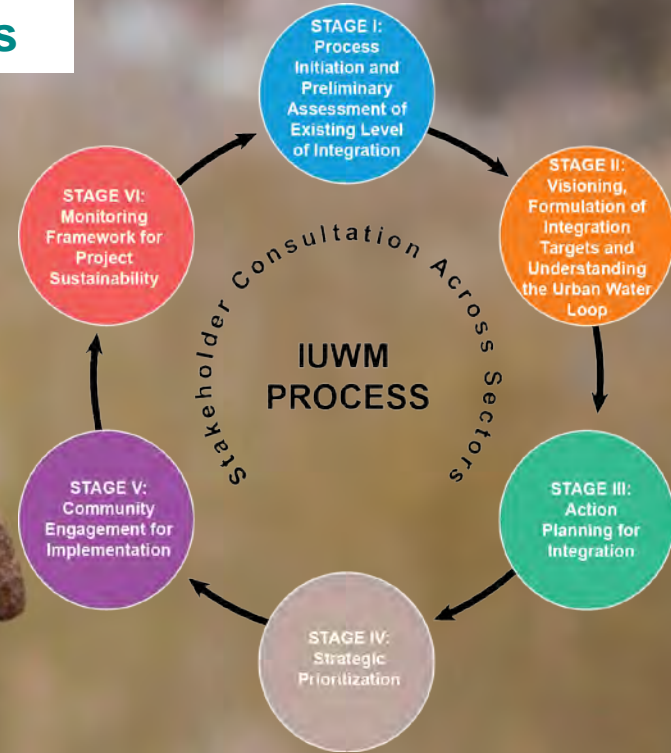 s
STAGE I:
Process
Initiation and
Preliminary
Assessment of
Existing Level
of Integration
STAGE II:
Visioning,
Formulation of
Integration
Targets and
Understanding
the Urban Water
Loop
STAGE III:
Action
Planning for
Integration
STAGE IV:
Strategic
Prioritization
STAGE V:
Community
Engagement for
Implementation
STAGE VI:
Monitoring
Framework for
Project
Sustainability
Stakeholder Consultation Across Sectors
IUWM
PROCESS